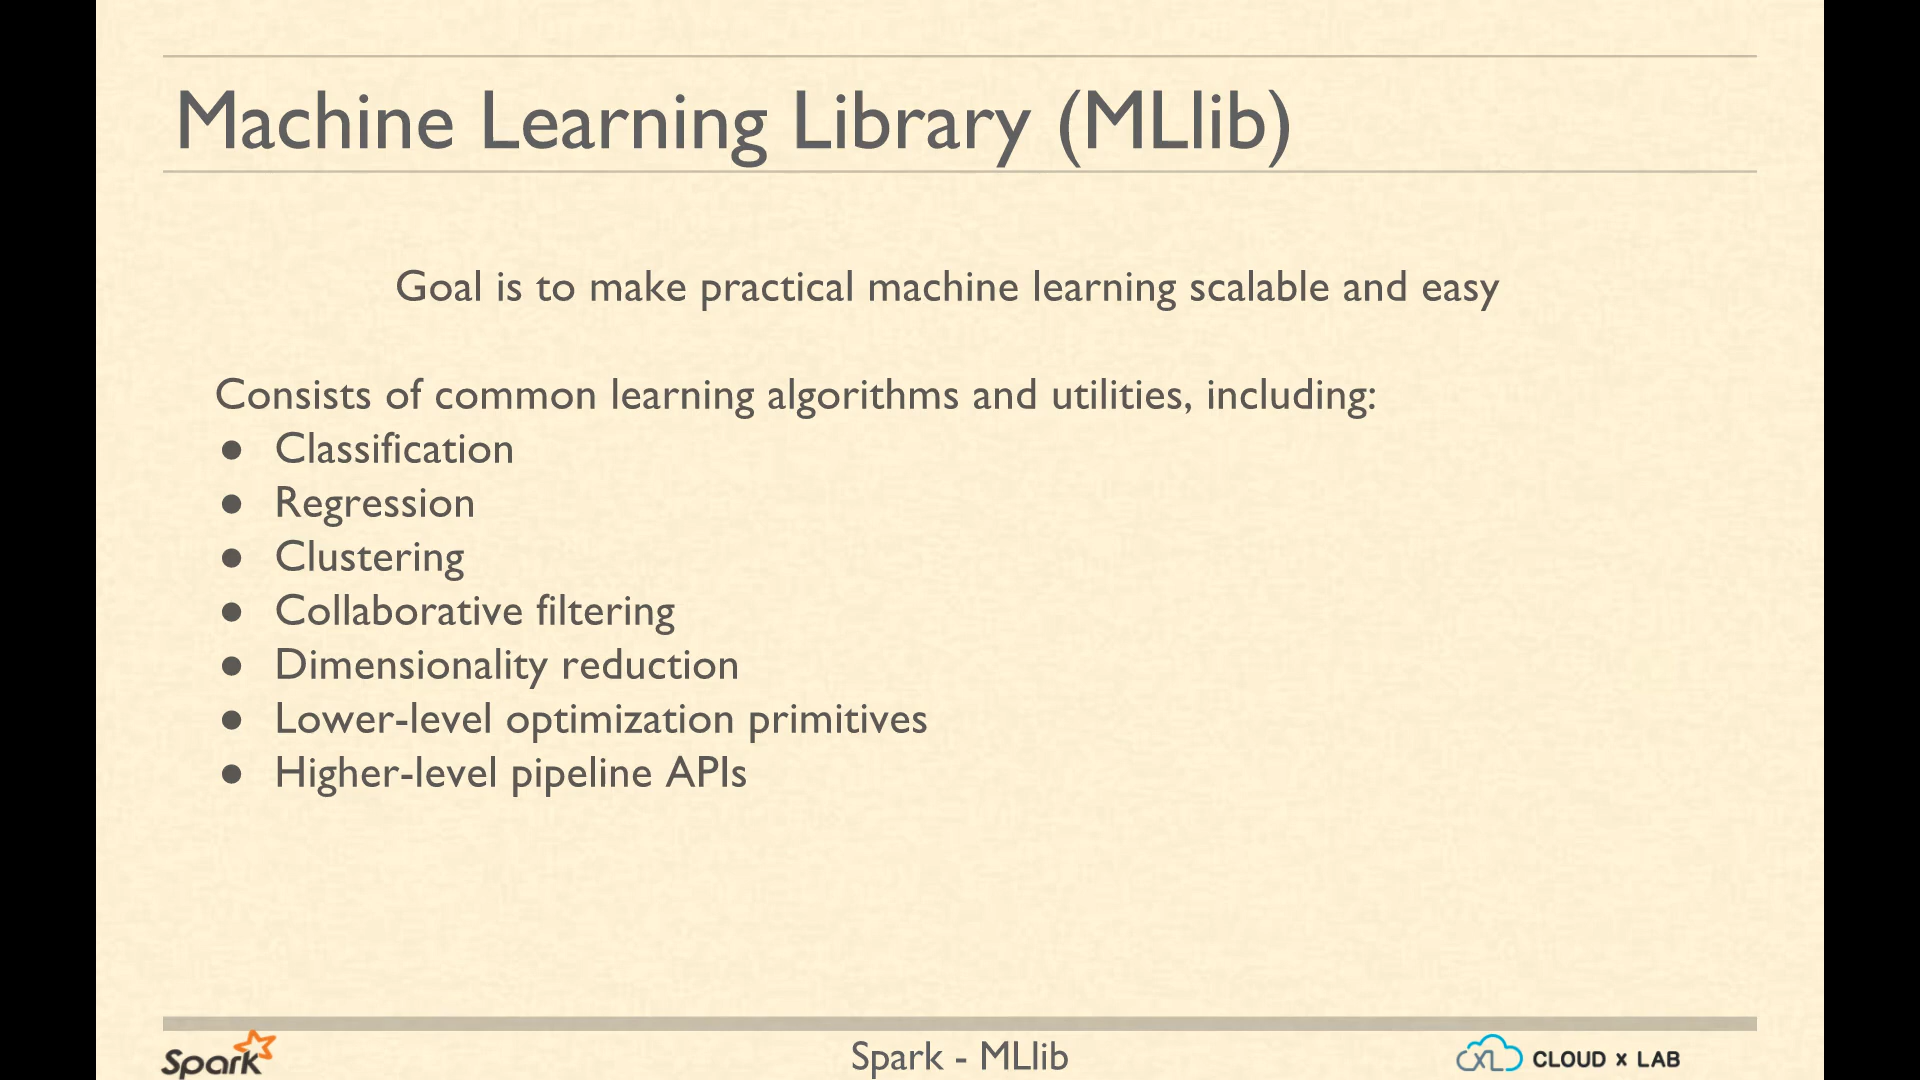 Machine Learning Library (MLlib)
Goal is to make practical machine learning scalable and easy
Consists of common learning algorithms and utilities, including:
● Classification
● Regression
● Clustering
● Collaborative filtering
● Dimensionality reduction
● Lower-level optimization primitives
● Higher-level pipeline APIs
Spark
Spark - MLlib
CXL CLOUD x LAB